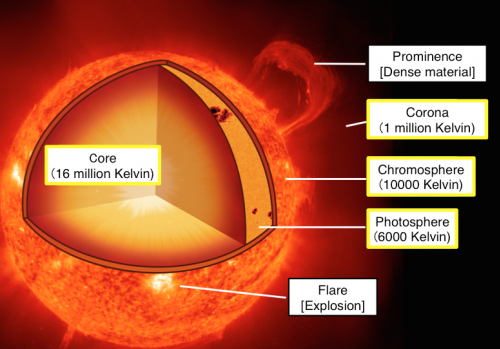 Prominence
[Dense material]
Corona
(1 million Kelvin)
Core
(16 million Kelvin)
Chromosphere
(10000 Kelvin)
Photosphere
(6000 Kelvin)
Flare
[Explosion]